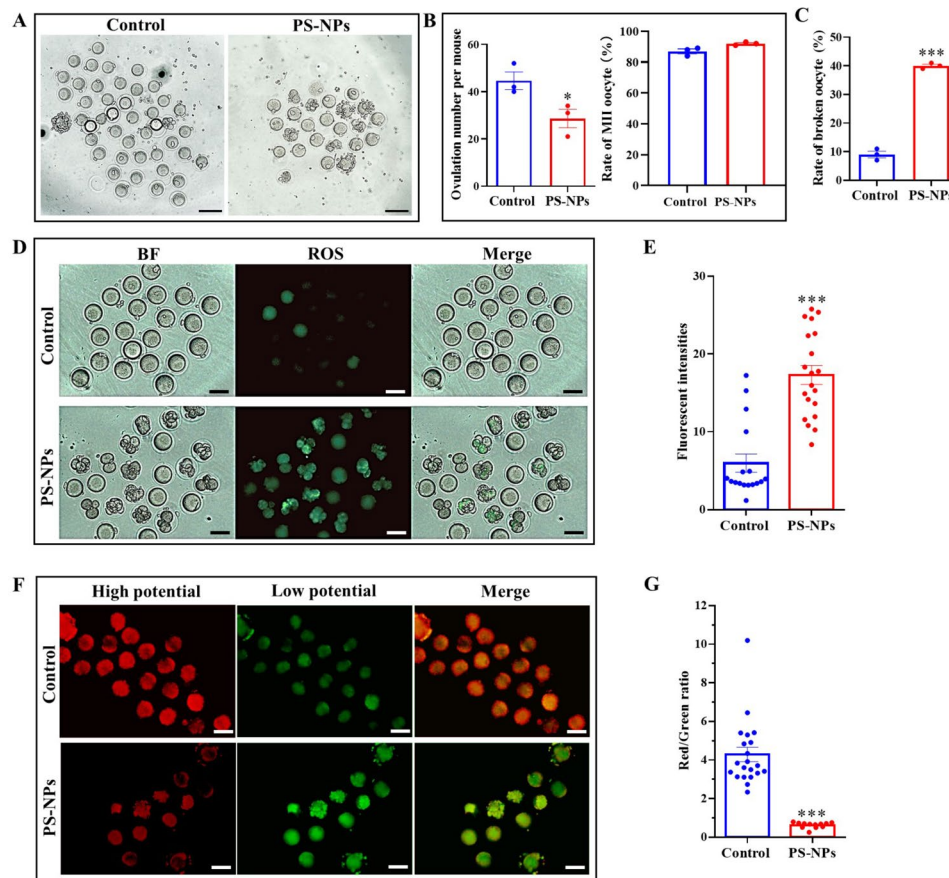 A
Control
PS-NPs
B
Ovulation number per mouse
60
40
20
0
*
Control
PS-NPs
Rate of MII oocyte (%)
100
80
60
40
20
0
Control
PS-NPs
C
Rate of broken oocyte(%)
50
40
30
20
10
0
***
Control
PS-NPs
D
BF
ROS
Merge
Control
PS-NPs
E
Fluorescent intensities
30
20
10
0
***
Control
PS-NPs
F
High potential
Low potential
Merge
Control
PS-NPs
G
Red/Green ratio
12
10
8
6
4
2
0
***
Control
PS-NPs